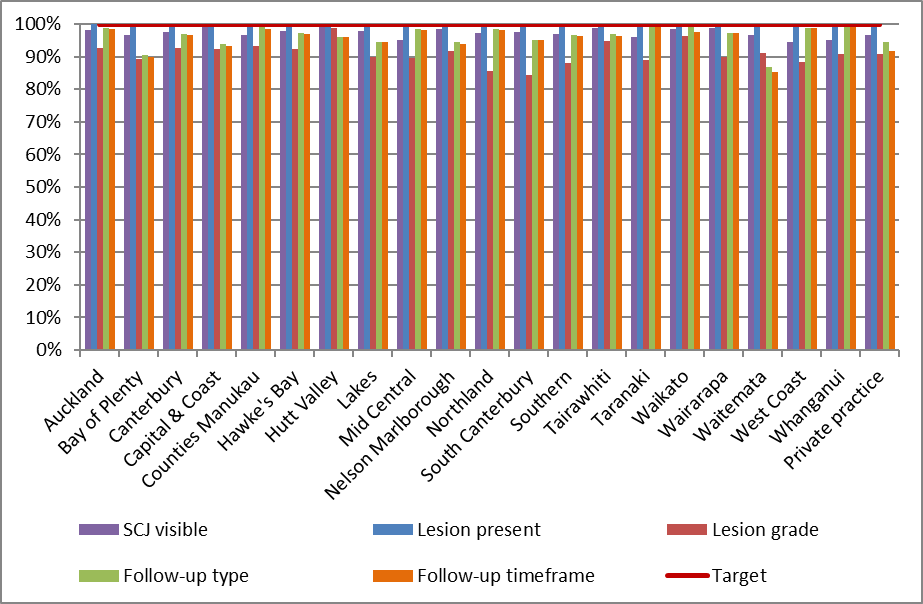 100%
90%
80%
70%
60%
50%
40%
30%
20%
10%
0%
Auckland
Bay of Plenty
Canterbury
Capital & Coast
Counties Manukau
Hawke's Bay
Hutt Valley
Lakes
Mid Central
Nelson Marlborough
Northland
South Canterbury
Southern
Tairawhiti
Taranaki
Waikato
Wairarapa
Waitemata
West Coast
Whanganui
Private practice
SCJ visible
Lesion present
Lesion grade
Follow-up type
Follow-up timeframe
Target